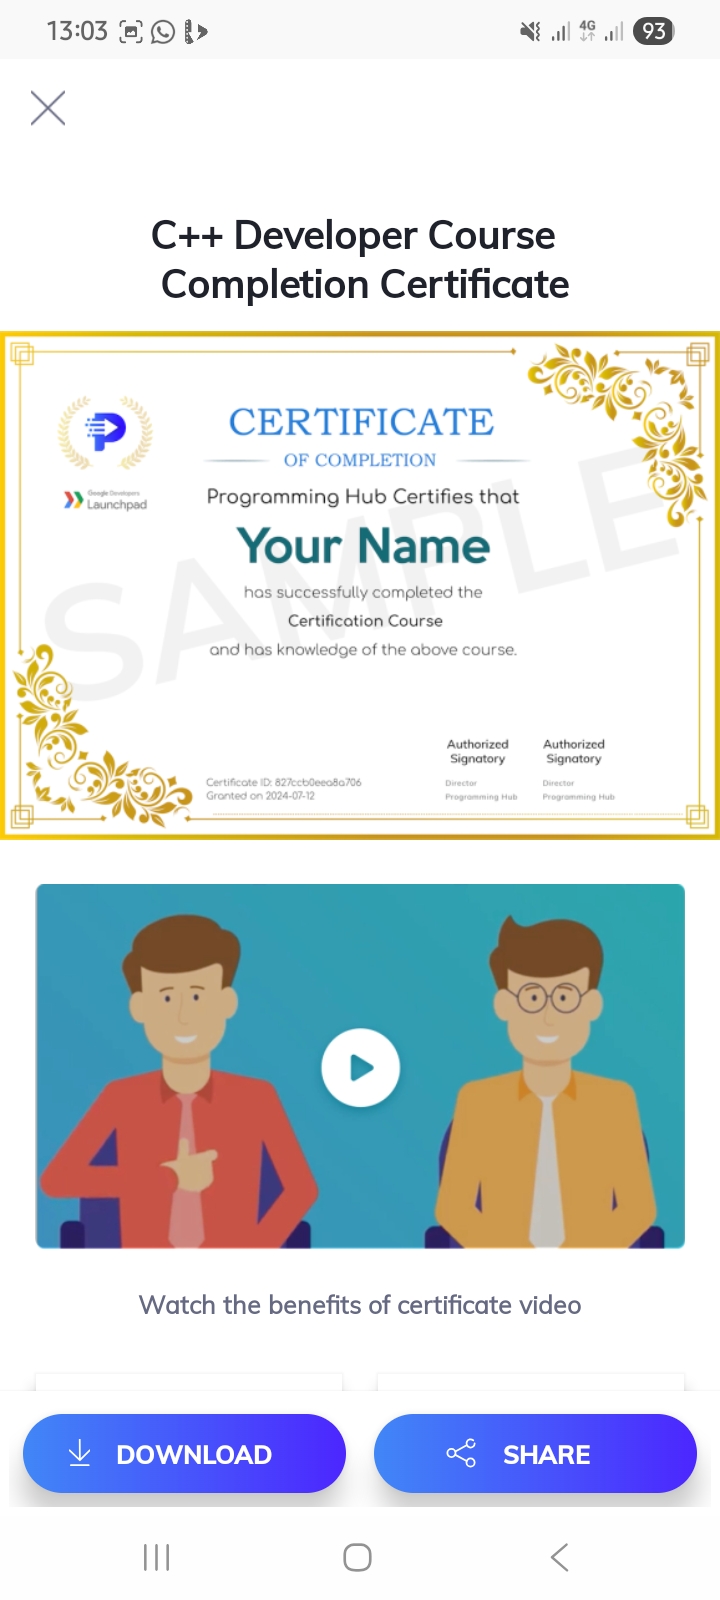 13:03
4G
93
C++ Developer Course
Completion Certificate
CERTIFICATE
OF COMPLETION
Google Developers
Launchpad
Programming Hub Certifies that
Your Name
has successfully completed the
Certification Course
and has knowledge of the above course.
SAMPLE
Authorized
Signatory
Director
Programming Hub
Authorized
Signatory
Director
Programming Hub
Certificate ID: 827ccb0eea8a706
Granted on 2024-07-12
Watch the benefits of certificate video
DOWNLOAD
SHARE